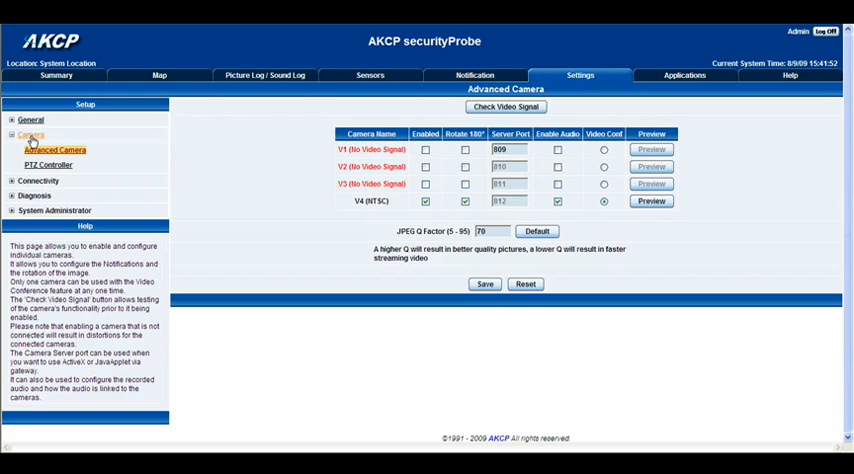 Admin Log Off
AKCP
AKCP securityProbe
Location: System Location
Current System Time: 8/9/09 15:41:52
Summary Map Picture Log / Sound Log Sensors Notification Settings Applications Help
Setup
General
Camera
Advanced Camera
PTZ Controller
Connectivity
Diagnosis
System Administrator
Help
This page allows you to enable and configure
individual cameras.
It allows you to configure the Notifications and
the rotation of the image.
Only one camera can be used with the Video
Conference feature at any one time.
The 'Check Video Signal' button allows testing
of the camera's functionality prior to it being
enabled.
Please note that enabling a camera that is not
connected will result in distortions for the
connected cameras.
The Camera Server port can be used when
you want to use ActiveX or JavaApplet via
gateway.
It can also be used to configure the recorded
audio and how the audio is linked to the
cameras.
Advanced Camera
Check Video Signal
Camera Name Enabled Rotate 180° Server Port Enable Audio Video Conf Preview
V1 (No Video Signal) 809 Preview
V2 (No Video Signal) 810 Preview
V3 (No Video Signal) 811 Preview
V4 (NTSC) 812 Preview
JPEG Q Factor (5 - 95) 70 Default
A higher Q will result in better quality pictures, a lower Q will result in faster
streaming video
Save Reset
©1991 - 2009 AKCP All rights reserved.